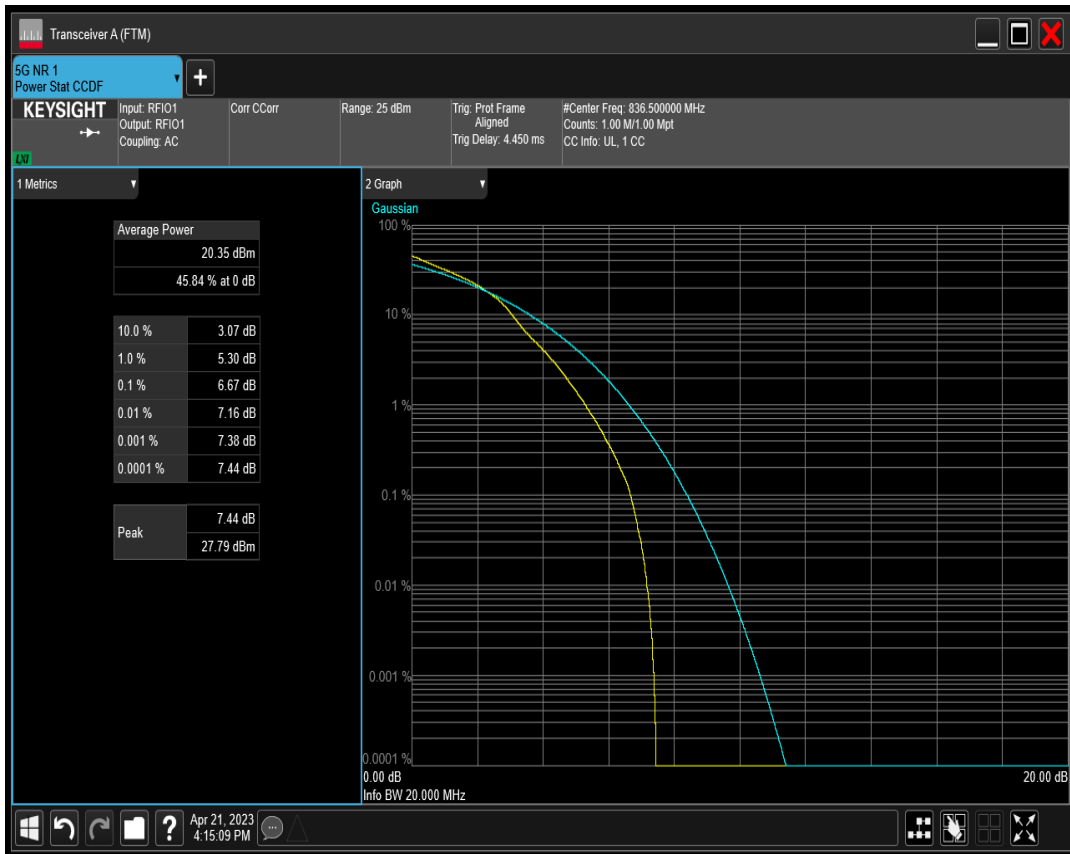 Transceiver A (FTM)
5G NR 1
Power Stat CCDF
+
KEYSIGHT
LXI
Input: RFIO1
Output: RFIO1
Coupling: AC
Corr CCorr
Range: 25 dBm
Trig: Prot Frame
Aligned
Trig Delay: 4.450 ms
#Center Freq: 836.500000 MHz
Counts: 1.00 M/1.00 Mpt
CC Info: UL, 1 CC
1 Metrics
Average Power
20.35 dBm
45.84 % at 0 dB
10.0 % 3.07 dB
1.0 % 5.30 dB
0.1 % 6.67 dB
0.01 % 7.16 dB
0.001 % 7.38 dB
0.0001 % 7.44 dB
Peak
7.44 dB
27.79 dBm
2 Graph
Gaussian
100 %
10 %
1 %
0.1 %
0.01 %
0.001 %
0.0001 %
0.00 dB 20.00 dB
Info BW 20.000 MHz
?
Apr 21, 2023
4:15:09 PM